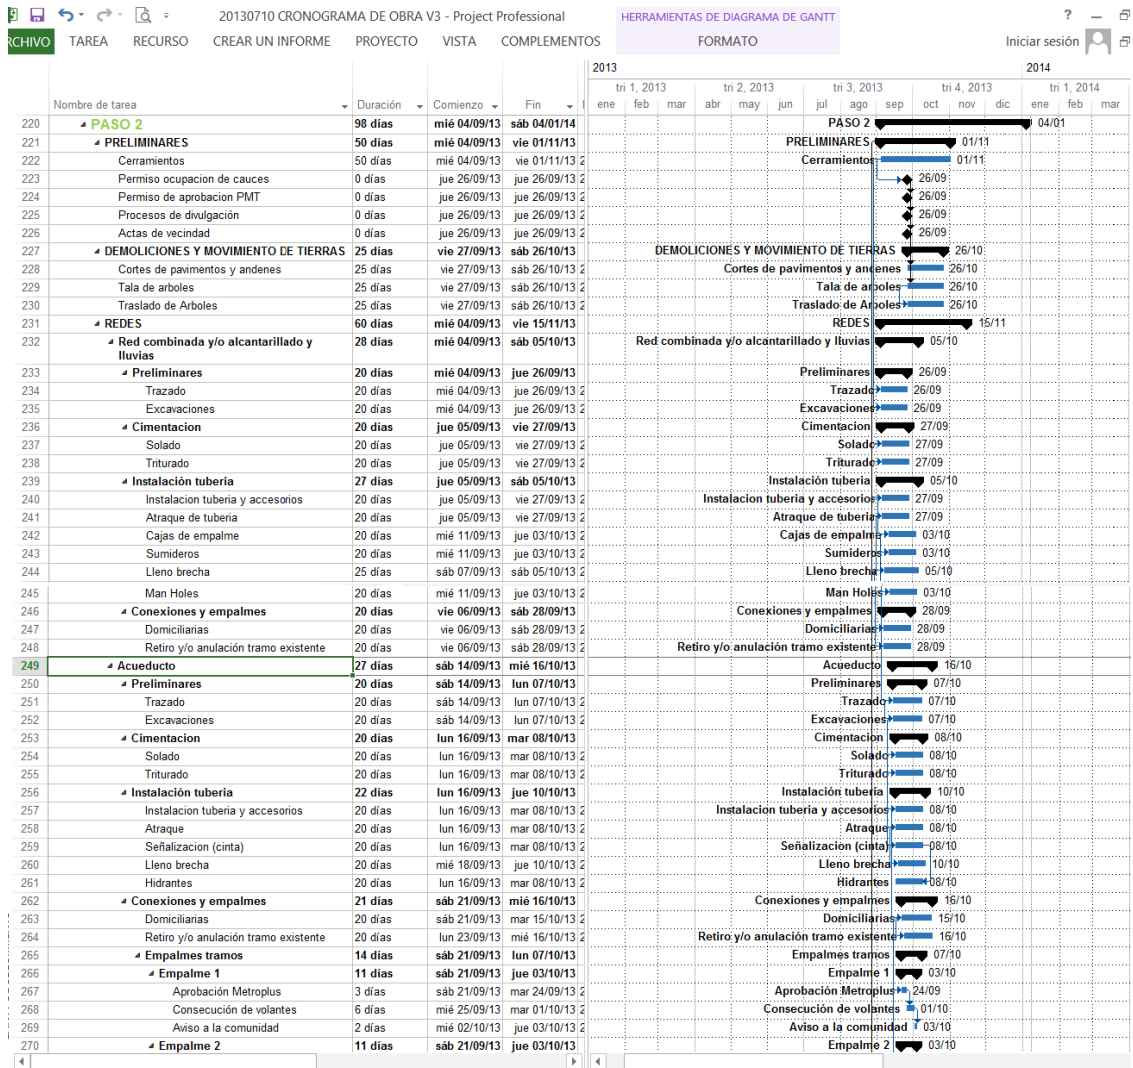 20130710 CRONOGRAMA DE OBRA V3 - Project Professional
HERRAMIENTAS DE DIAGRAMA DE GANTT
?
RCHIVO TAREA RECURSO CREAR UN INFORME PROYECTO VISTA COMPLEMENTOS FORMATO Iniciar sesión
2013 2014
tri 1, 2013 tri 2, 2013 tri 3, 2013 tri 4, 2013 tri 1, 2014
Nombre de tarea Duración Comienzo Fin ene feb mar abr may jun jul ago sep oct nov dic ene feb mar
220 PASO 2 98 días mié 04/09/13 sáb 04/01/14 PASO 2 04/01
221 PRELIMINARES 50 días mié 04/09/13 vie 01/11/13 PRELIMINARES 01/11
222 Cerramientos 50 días mié 04/09/13 vie 01/11/13 2 Cerramientos 01/11
223 Permiso ocupacion de cauces 0 días jue 26/09/13 jue 26/09/13 2 26/09
224 Permiso de aprobacion PMT 0 días jue 26/09/13 jue 26/09/13 2 26/09
225 Procesos de divulgación 0 días jue 26/09/13 jue 26/09/13 2 26/09
226 Actas de vecindad 0 días jue 26/09/13 jue 26/09/13 2 26/09
227 DEMOLICIONES Y MOVIMIENTO DE TIERRAS 25 días vie 27/09/13 sáb 26/10/13 DEMOLICIONES Y MOVIMIENTO DE TIERRAS 26/10
228 Cortes de pavimentos y andenes 25 días vie 27/09/13 sáb 26/10/13 2 Cortes de pavimentos y andenes 26/10
229 Tala de arboles 25 días vie 27/09/13 sáb 26/10/13 2 Tala de arboles 26/10
230 Traslado de Arboles 25 días vie 27/09/13 sáb 26/10/13 2 Traslado de Arboles 26/10
231 REDES 60 días mié 04/09/13 vie 15/11/13 REDES 15/11
232 Red combinada y/o alcantarillado y 28 días mié 04/09/13 sáb 05/10/13 Red combinada y/o alcantarillado y lluvias 05/10
lluvias
233 Preliminares 20 días mié 04/09/13 jue 26/09/13 Preliminares 26/09
234 Trazado 20 días mié 04/09/13 jue 26/09/13 2 Trazado 26/09
235 Excavaciones 20 días mié 04/09/13 jue 26/09/13 2 Excavaciones 26/09
236 Cimentacion 20 días jue 05/09/13 vie 27/09/13 Cimentacion 27/09
237 Solado 20 días jue 05/09/13 vie 27/09/13 2 Solado 27/09
238 Triturado 20 días jue 05/09/13 vie 27/09/13 2 Triturado 27/09
239 Instalación tuberia 27 días jue 05/09/13 sáb 05/10/13 Instalación tuberia 05/10
240 Instalacion tuberia y accesorios 20 días jue 05/09/13 vie 27/09/13 2 Instalacion tuberia y accesorios 27/09
241 Atraque de tuberia 20 días jue 05/09/13 vie 27/09/13 2 Atraque de tuberia 27/09
242 Cajas de empalme 20 días mié 11/09/13 jue 03/10/13 2 Cajas de empalme 03/10
243 Sumideros 20 días mié 11/09/13 jue 03/10/13 2 Sumideros 03/10
244 Lleno brecha 25 días sáb 07/09/13 sáb 05/10/13 2 Lleno brecha 05/10
245 Man Holes 20 días mié 11/09/13 jue 03/10/13 2 Man Holes 03/10
246 Conexiones y empalmes 20 días vie 06/09/13 sáb 28/09/13 Conexiones y empalmes 28/09
247 Domiciliarias 20 días vie 06/09/13 sáb 28/09/13 2 Domiciliarias 28/09
248 Retiro y/o anulación tramo existente 20 días vie 06/09/13 sáb 28/09/13 2 Retiro y/o anulación tramo existente 28/09
249 Acueducto 27 días sáb 14/09/13 mié 16/10/13 Acueducto 16/10
250 Preliminares 20 días sáb 14/09/13 lun 07/10/13 Preliminares 07/10
251 Trazado 20 días sáb 14/09/13 lun 07/10/13 2 Trazado 07/10
252 Excavaciones 20 días sáb 14/09/13 lun 07/10/13 2 Excavaciones 07/10
253 Cimentacion 20 días lun 16/09/13 mar 08/10/13 Cimentacion 08/10
254 Solado 20 días lun 16/09/13 mar 08/10/13 2 Solado 08/10
255 Triturado 20 días lun 16/09/13 mar 08/10/13 2 Triturado 08/10
256 Instalación tuberia 22 días lun 16/09/13 jue 10/10/13 Instalación tuberia 10/10
257 Instalacion tuberia y accesorios 20 días lun 16/09/13 mar 08/10/13 2 Instalacion tuberia y accesorios 08/10
258 Atraque 20 días lun 16/09/13 mar 08/10/13 2 Atraque 08/10
259 Señalizacion (cinta) 20 días lun 16/09/13 mar 08/10/13 2 Señalizacion (cinta) 08/10
260 Lleno brecha 20 días mié 18/09/13 jue 10/10/13 2 Lleno brecha 10/10
261 Hidrantes 20 días lun 16/09/13 mar 08/10/13 2 Hidrantes 08/10
262 Conexiones y empalmes 21 días sáb 21/09/13 mié 16/10/13 Conexiones y empalmes 16/10
263 Domiciliarias 20 días sáb 21/09/13 mar 15/10/13 2 Domiciliarias 15/10
264 Retiro y/o anulación tramo existente 20 días lun 23/09/13 mié 16/10/13 2 Retiro y/o anulación tramo existente 16/10
265 Empalmes tramos 14 días sáb 21/09/13 lun 07/10/13 Empalmes tramos 07/10
266 Empalme 1 11 días sáb 21/09/13 jue 03/10/13 Empalme 1 03/10
267 Aprobación Metroplus 3 días sáb 21/09/13 mar 24/09/13 2 Aprobación Metroplus 24/09
268 Consecución de volantes 6 días mié 25/09/13 mar 01/10/13 2 Consecución de volantes 01/10
269 Aviso a la comunidad 2 días mié 02/10/13 jue 03/10/13 2 Aviso a la comunidad 03/10
270 Empalme 2 11 días sáb 21/09/13 jue 03/10/13 Empalme 2 03/10